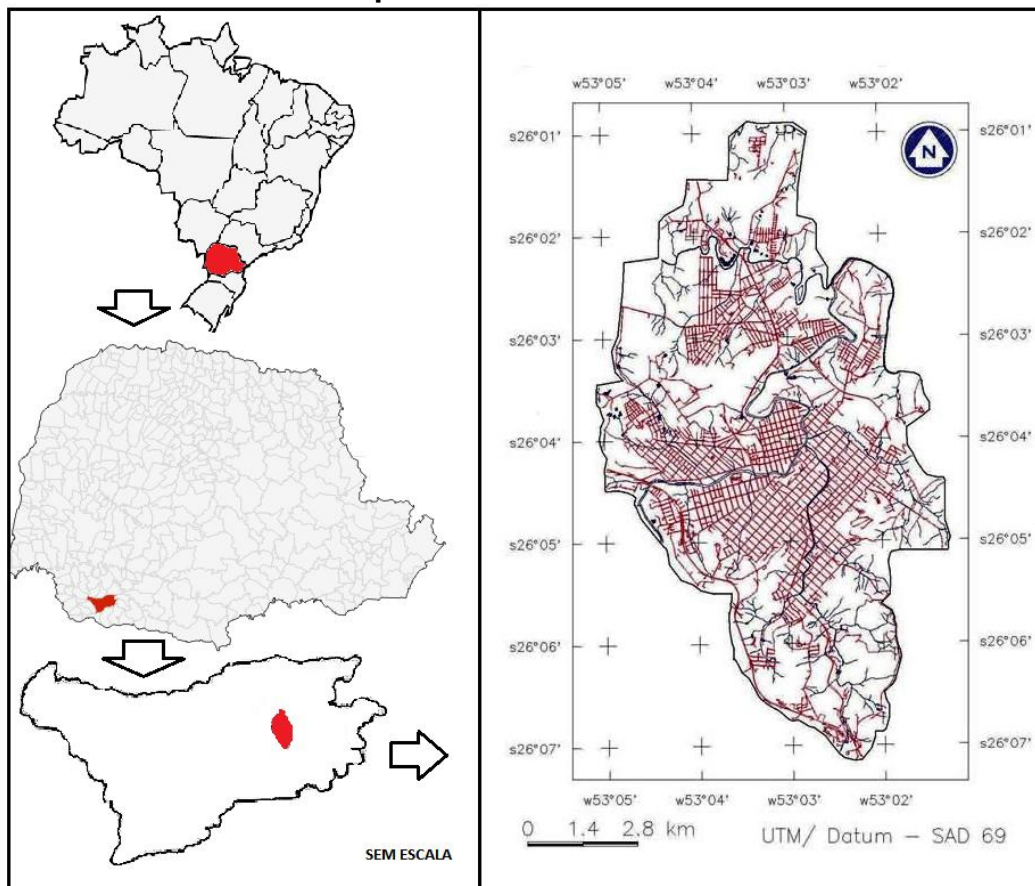 SEM ESCALA
w53°05' w53°04' w53°03' w53°02'
N
s26°01' s26°01'
s26°02' s26°02'
s26°03' s26°03'
s26°04' s26°04'
s26°05' s26°05'
s26°06' s26°06'
s26°07' s26°07'
w53°05' w53°04' w53°03' w53°02'
0 1.4 2.8 km
UTM/ Datum – SAD 69